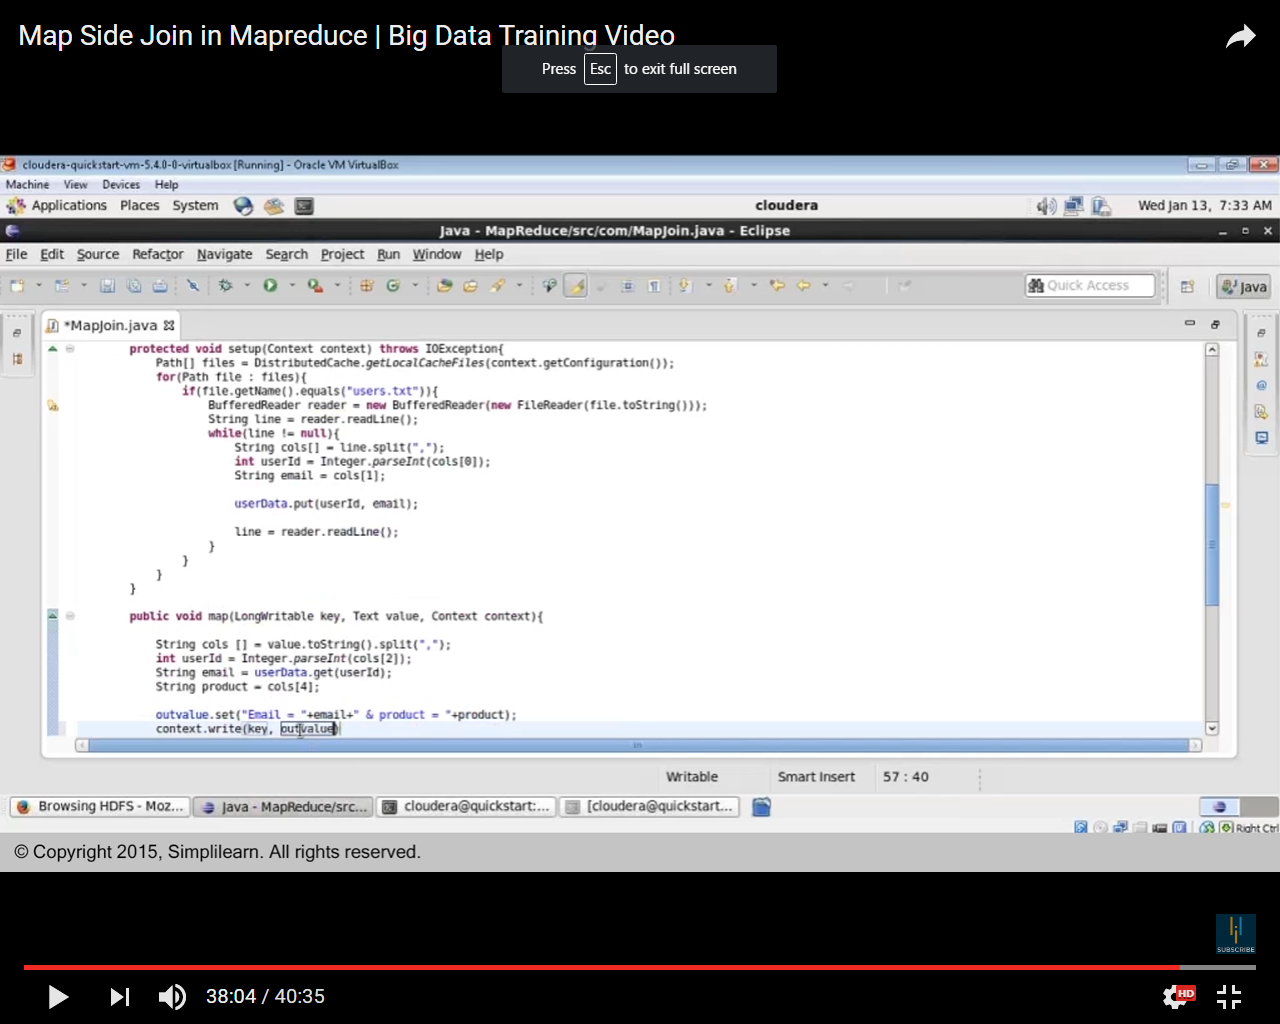 Map Side Join in Mapreduce | Big Data Training Video
Press Esc to exit full screen
cloudera-quickstart-vm-5.4.0-0-virtualbox [Running] - Oracle VM VirtualBox
Machine View Devices Help
Applications Places System cloudera Wed Jan 13, 7:33 AM
Java - MapReduce/src/com/MapJoin.java - Eclipse
File Edit Source Refactor Navigate Search Project Run Window Help
Quick Access Java
*MapJoin.java
protected void setup(Context context) throws IOException{
Path[] files = DistributedCache.getLocalCacheFiles(context.getConfiguration());
for(Path file : files){
if(file.getName().equals("users.txt")){
BufferedReader reader = new BufferedReader(new FileReader(file.toString()));
String line = reader.readLine();
while(line != null){
String cols[] = line.split(",");
int userId = Integer.parseInt(cols[0]);
String email = cols[1];
userData.put(userId, email);
line = reader.readLine();
}
}
}
}
public void map(LongWritable key, Text value, Context context){
String cols [] = value.toString().split(",");
int userId = Integer.parseInt(cols[2]);
String email = userData.get(userId);
String product = cols[4];
outvalue.set("Email = "+email+" & product = "+product);
context.write(key, outvalue)
Writable Smart Insert 57 : 40
Browsing HDFS - Moz... Java - MapReduce/src... cloudera@quickstart:... [cloudera@quickstart...
Right Ctrl
© Copyright 2015, Simplilearn. All rights reserved.
SUBSCRIBE
38:04 / 40:35 HD